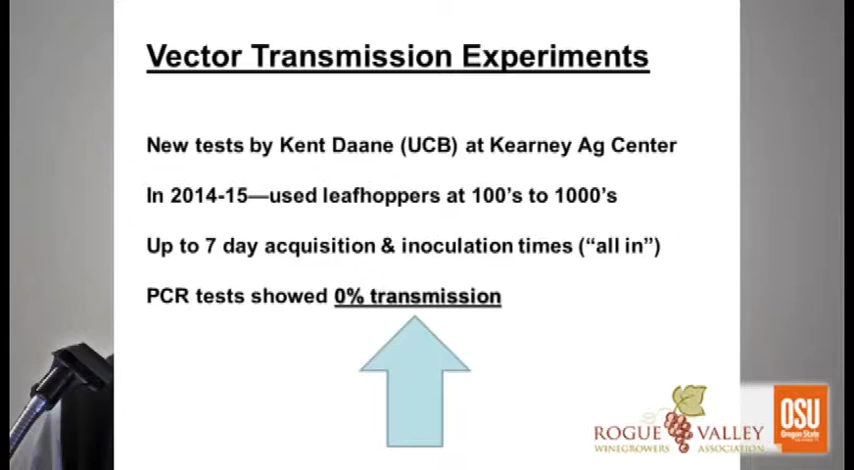 Vector Transmission Experiments
New tests by Kent Daane (UCB) at Kearney Ag Center
In 2014-15—used leafhoppers at 100's to 1000's
Up to 7 day acquisition & inoculation times (“all in”)
PCR tests showed 0% transmission
ROGUE VALLEY
WINEGROWERS ASSOCIATION
OSU
Oregon State